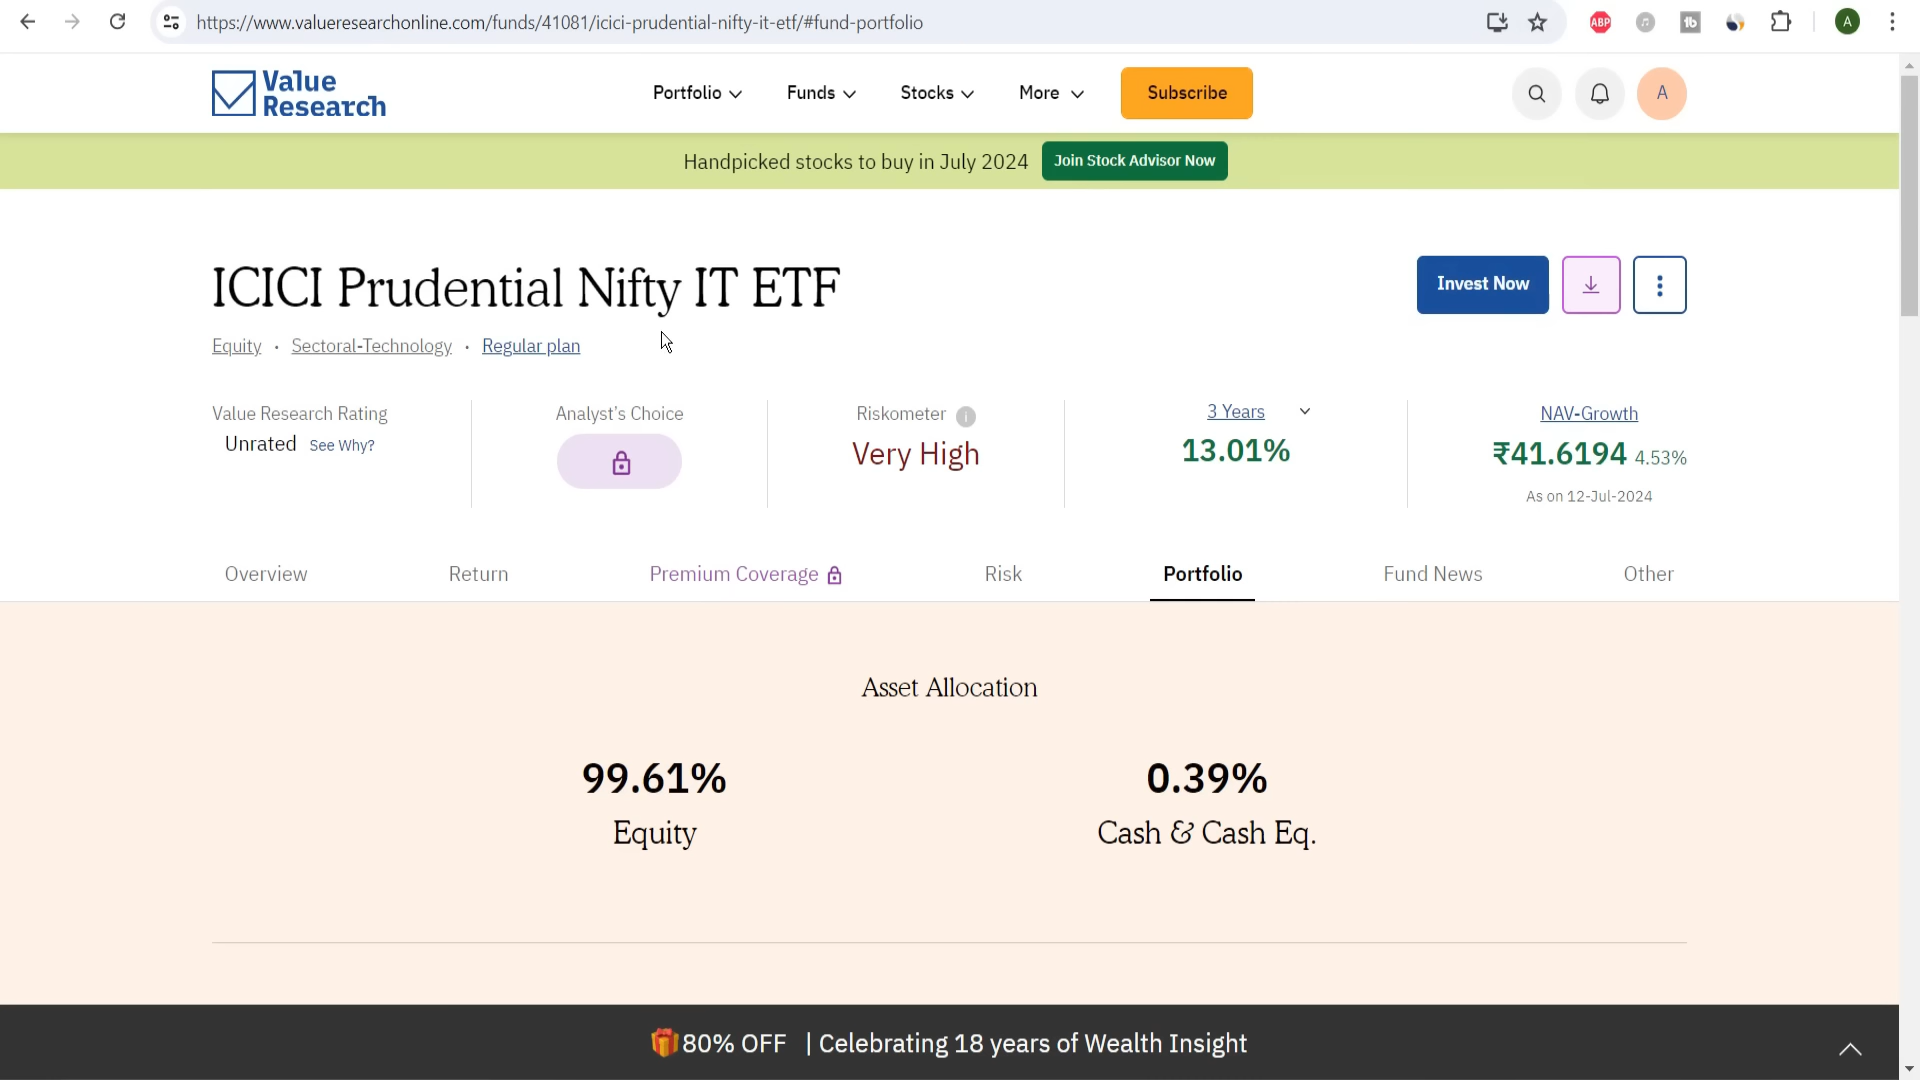 https://www.valueresearchonline.com/funds/41081/icici-prudential-nifty-it-etf/#fund-portfolio
ABP
tb
A
Value
Research
Portfolio
Funds
Stocks
More
Subscribe
A
Handpicked stocks to buy in July 2024
Join Stock Advisor Now
ICICI Prudential Nifty IT ETF
Invest Now
Equity · Sectoral-Technology · Regular plan
Value Research Rating
Unrated See Why?
Analyst's Choice
Riskometer i
Very High
3 Years
13.01%
NAV-Growth
₹41.6194 4.53%
As on 12-Jul-2024
Overview
Return
Premium Coverage
Risk
Portfolio
Fund News
Other
Asset Allocation
99.61%
Equity
0.39%
Cash & Cash Eq.
80% OFF | Celebrating 18 years of Wealth Insight